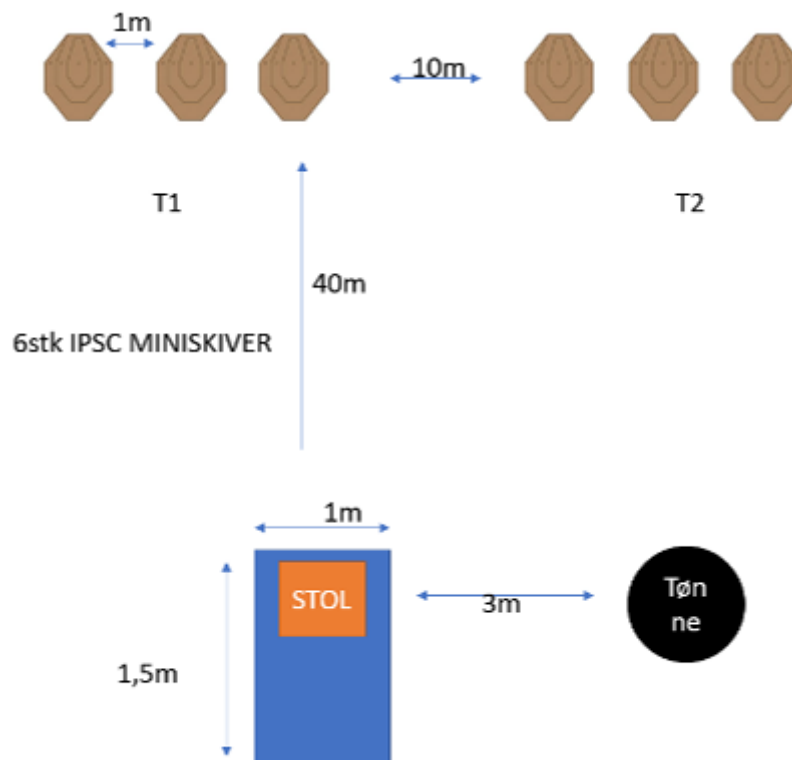 1m
10m
T1
T2
40m
6stk IPSC MINISKIVER
1m
STOL
3m
Tøn
ne
1,5m